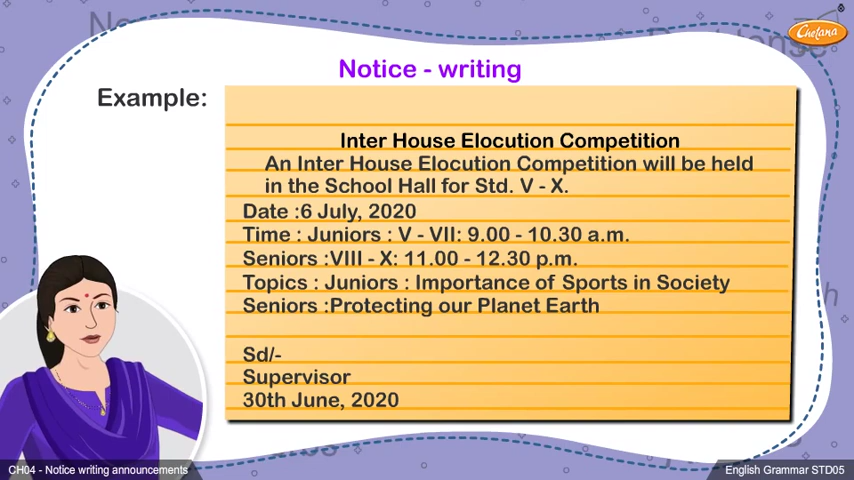 Chetana
Notice - writing
Example:
Inter House Elocution Competition
An Inter House Elocution Competition will be held
in the School Hall for Std. V - X.
Date :6 July, 2020
Time : Juniors : V - VII: 9.00 - 10.30 a.m.
Seniors :VIII - X: 11.00 - 12.30 p.m.
Topics : Juniors : Importance of Sports in Society
Seniors :Protecting our Planet Earth
Sd/-
Supervisor
30th June, 2020
CH04 - Notice writing announcements
English Grammar STD05